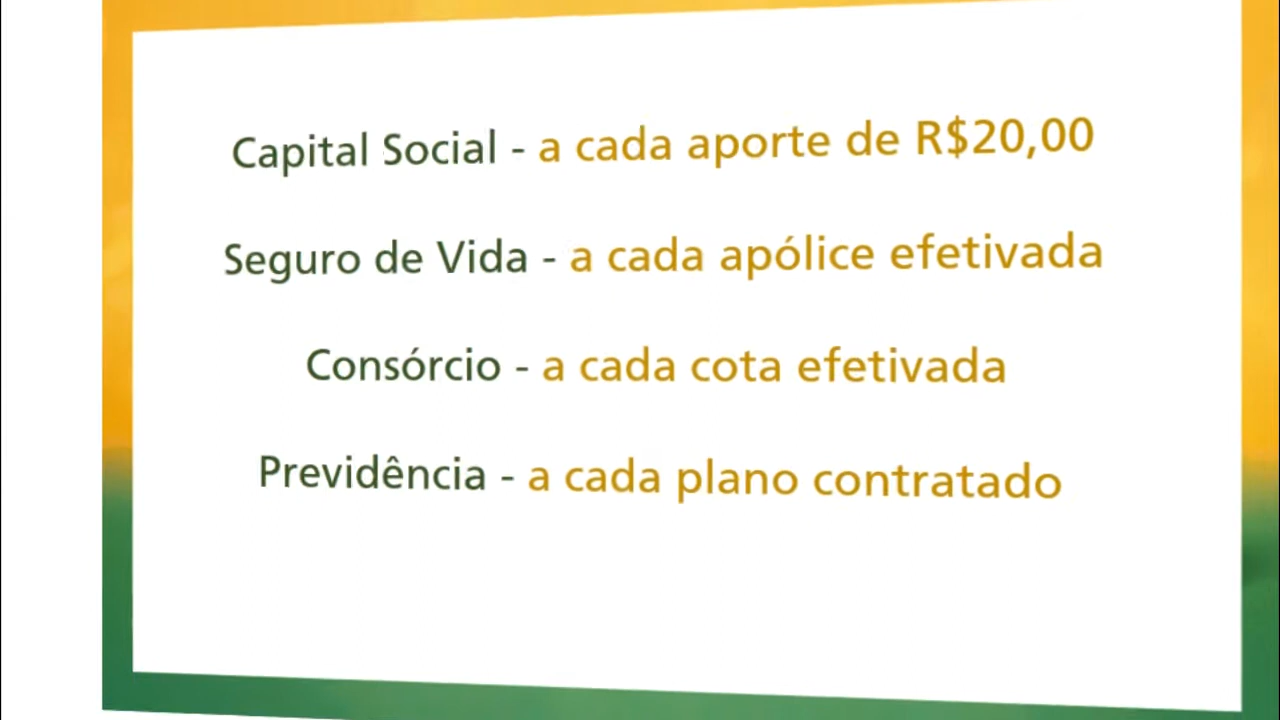 Capital Social - a cada aporte de R$20,00
Seguro de Vida - a cada apólice efetivada
Consórcio - a cada cota efetivada
Previdência - a cada plano contratado